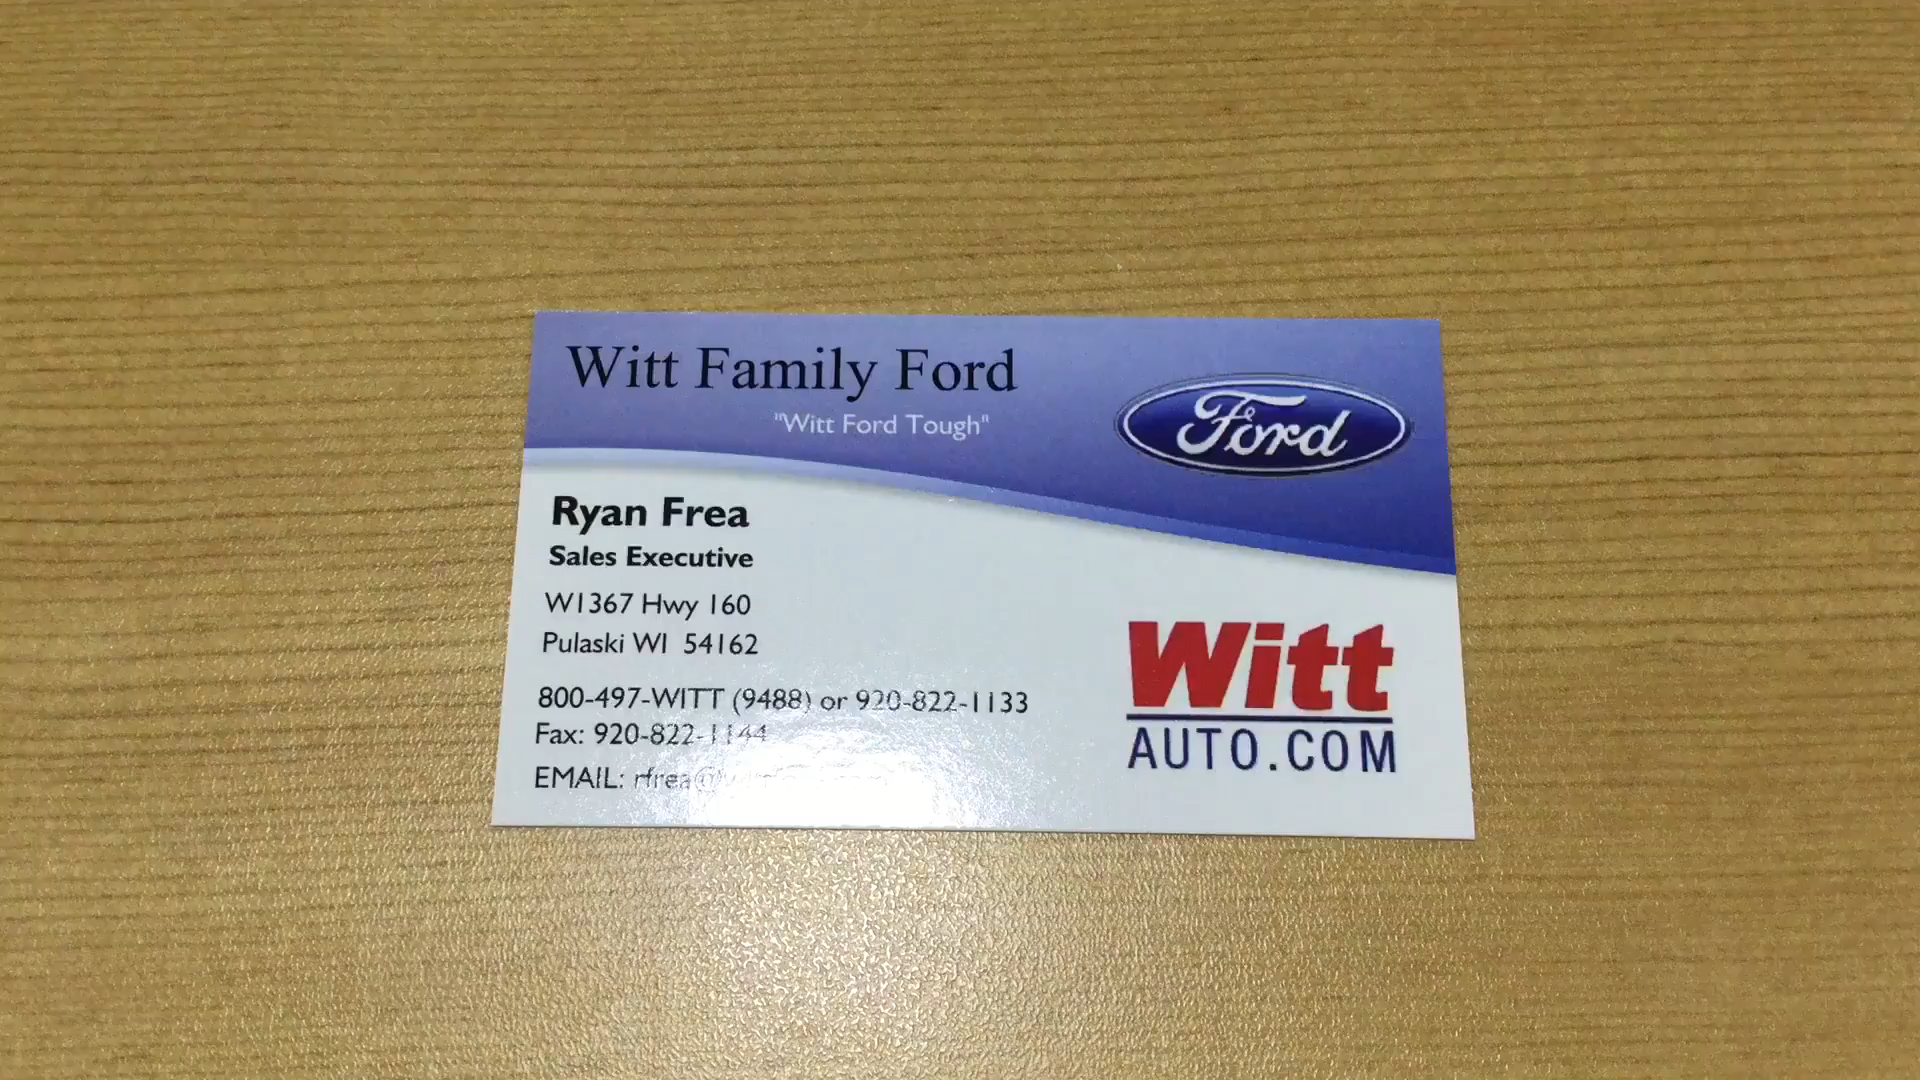 Witt Family Ford
"Witt Ford Tough"
Ford
Ryan Frea
Sales Executive
W1367 Hwy 160
Pulaski WI 54162
800-497-WITT (9488) or 920-822-1133
Fax: 920-822-1144
EMAIL:
Witt
AUTO.COM